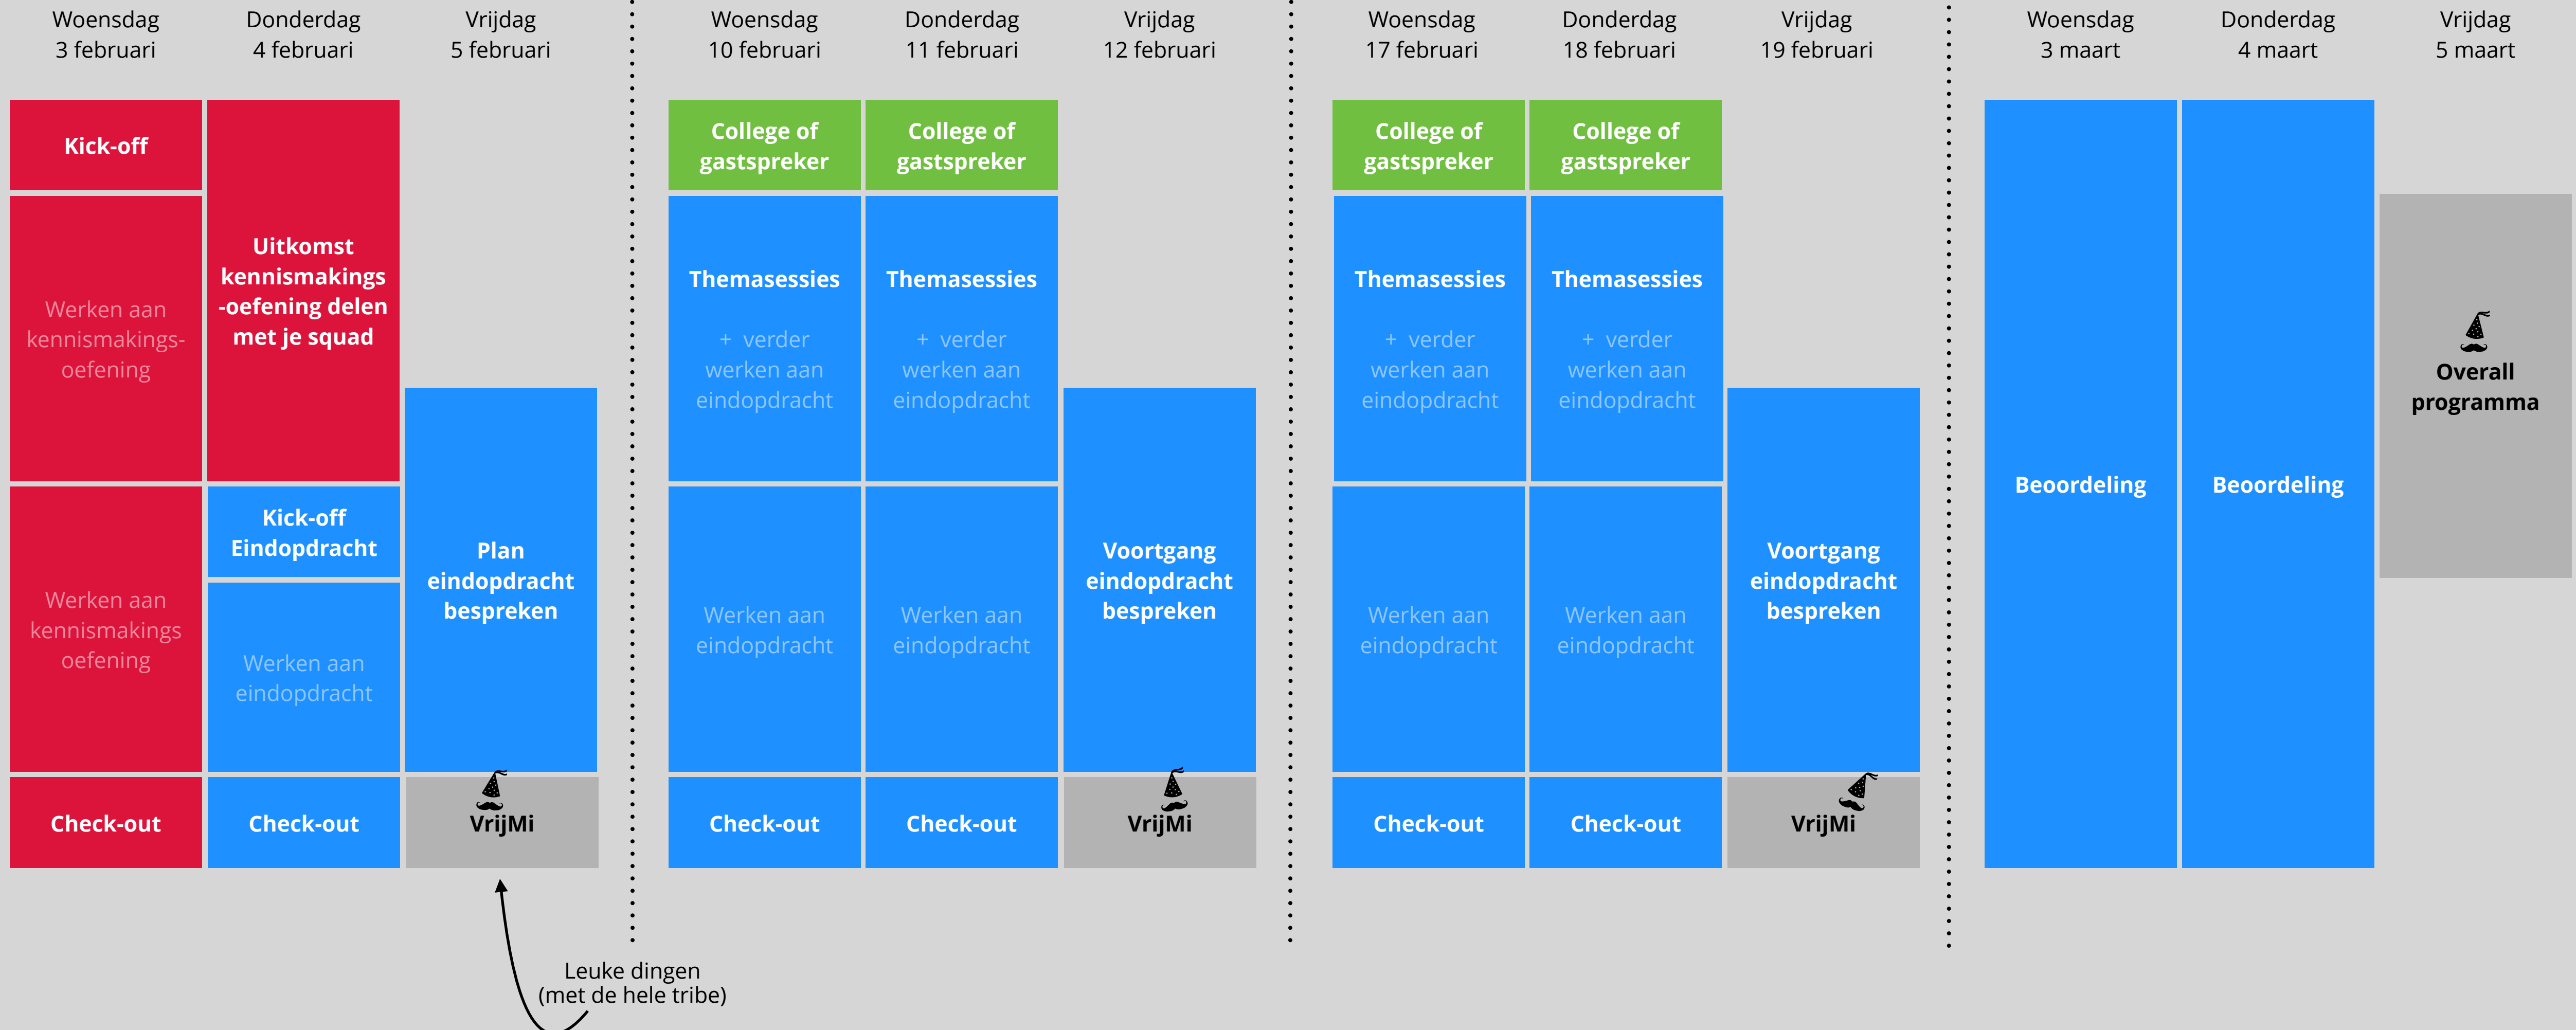 Woensdag
3 februari
Donderdag
4 februari
Vrijdag
5 februari
Woensdag
10 februari
Donderdag
11 februari
Vrijdag
12 februari
Woensdag
17 februari
Donderdag
18 februari
Vrijdag
19 februari
Woensdag
3 maart
Donderdag
4 maart
Vrijdag
5 maart
Kick-off
Werken aan
kennismakings-
oefening
Werken aan
kennismakings
oefening
Check-out
Uitkomst
kennismakings
-oefening delen
met je squad
Kick-off
Eindopdracht
Werken aan
eindopdracht
Check-out
Plan
eindopdracht
bespreken
VrijMi
Leuke dingen
(met de hele tribe)
College of
gastspreker
Themasessies
+ verder
werken aan
eindopdracht
Werken aan
eindopdracht
Check-out
College of
gastspreker
Themasessies
+ verder
werken aan
eindopdracht
Werken aan
eindopdracht
Check-out
Voortgang
eindopdracht
bespreken
VrijMi
College of
gastspreker
Themasessies
+ verder
werken aan
eindopdracht
Werken aan
eindopdracht
Check-out
College of
gastspreker
Themasessies
+ verder
werken aan
eindopdracht
Werken aan
eindopdracht
Check-out
Voortgang
eindopdracht
bespreken
VrijMi
Beoordeling
Beoordeling
Overall
programma